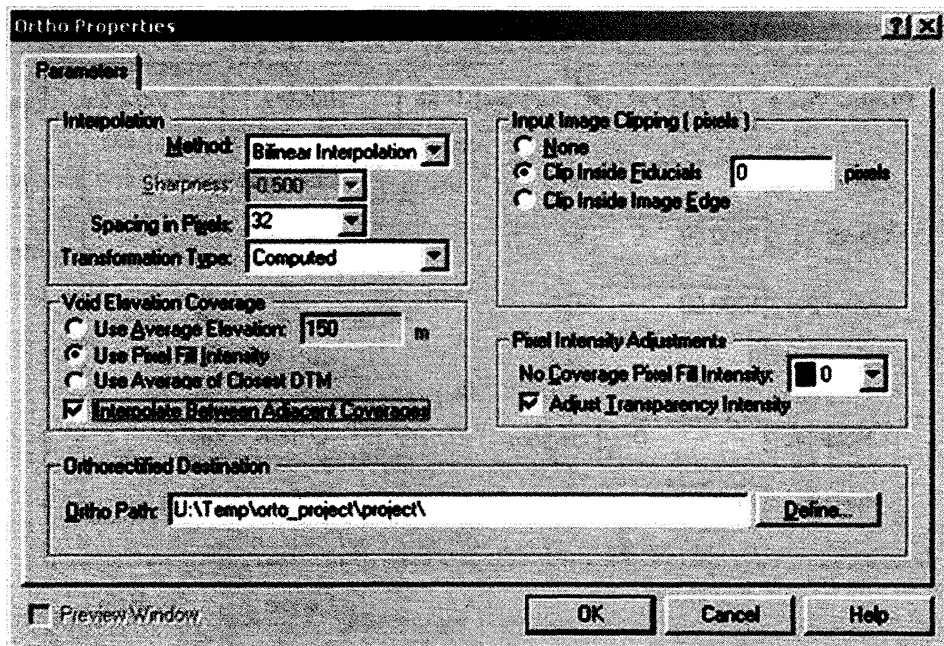 Ortho Properties
Parameters
Interpolation
Method: Bilinear Interpolation
Sharpness: -0.500
Spacing in Pixels: 32
Transformation Type: Computed
Void Elevation Coverage
Use Average Elevation: 150 m
Use Pixel Fill Intensity
Use Average of Closest DTM
Interpolate Between Adjacent Coverages
Input Image Clipping ( pixels )
None
Clip Inside Fiducials 0 pixels
Clip Inside Image Edge
Pixel Intensity Adjustments
No Coverage Pixel Fill Intensity: 0
Adjust Transparency Intensity
Orthorectified Destination
Ortho Path: U:\Temp\orto_project\project\ Define...
Preview Window OK Cancel Help